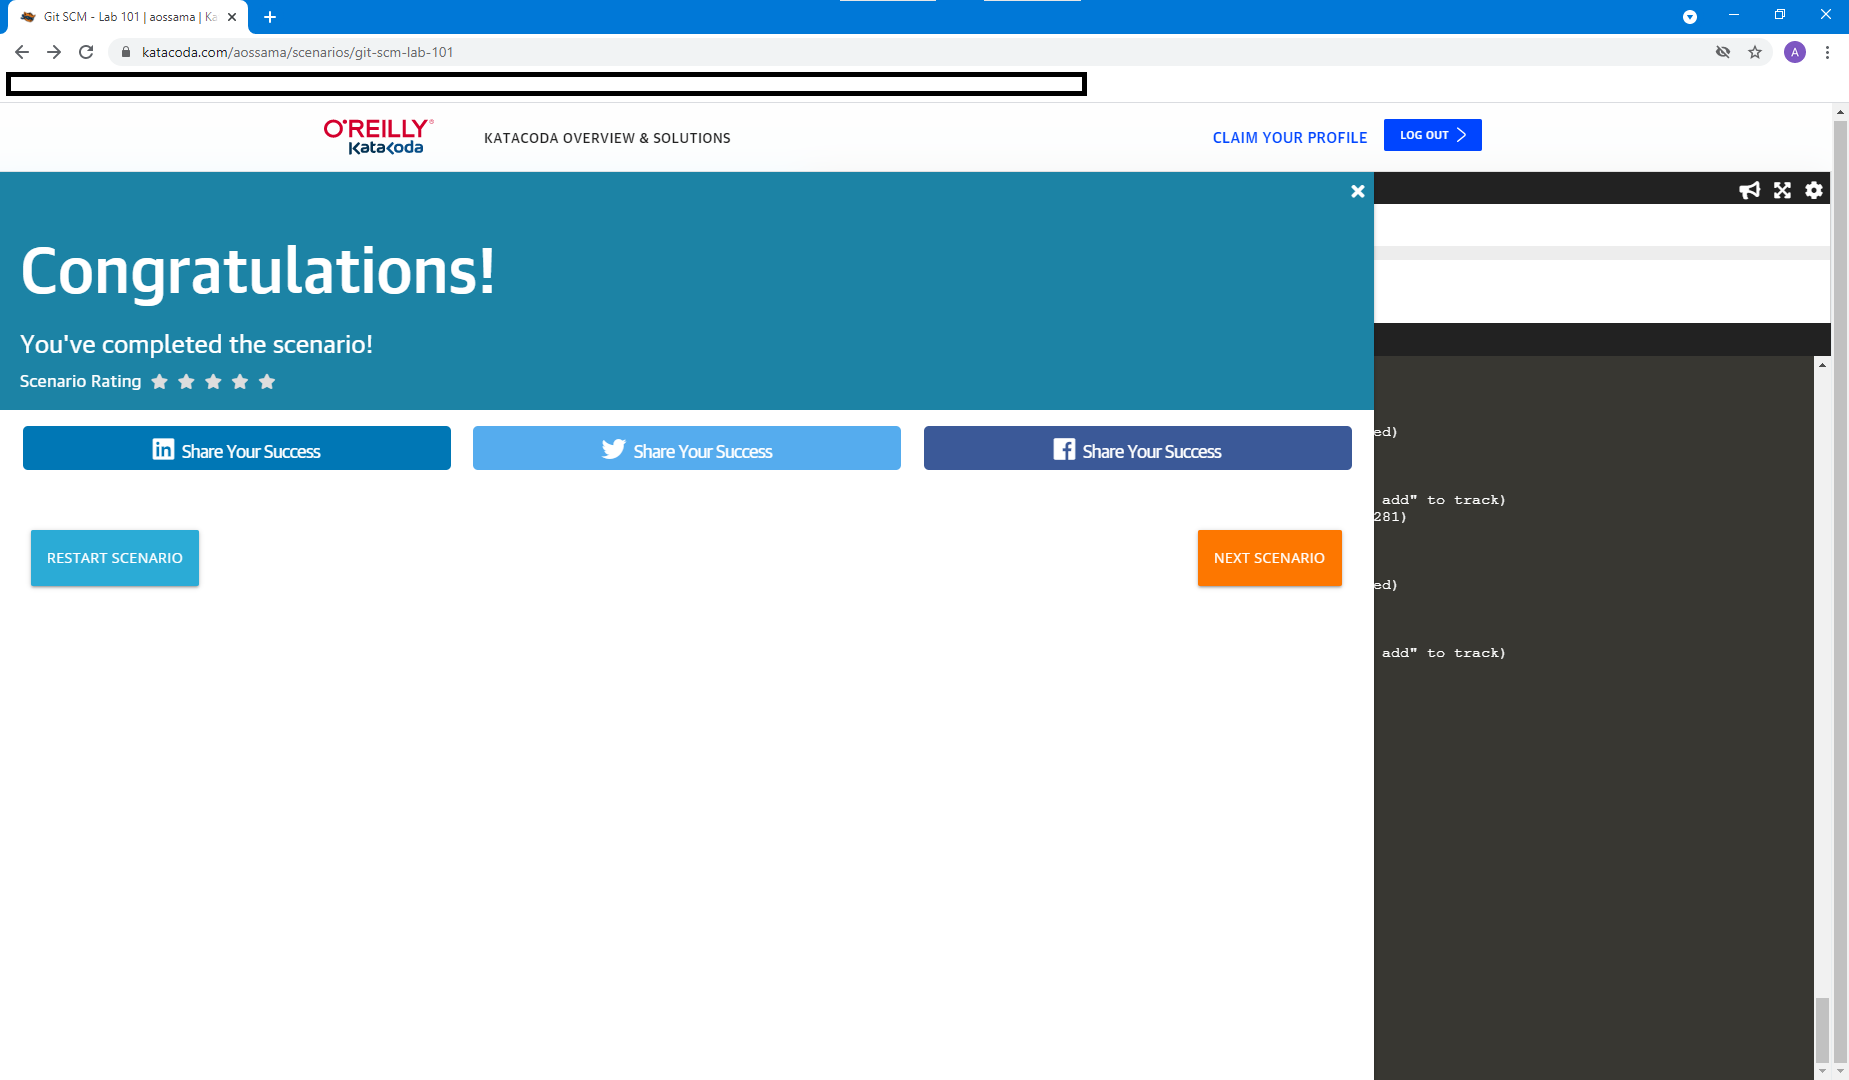 Git SCM - Lab 101 | aossama | Ka
katacoda.com/aossama/scenarios/git-scm-lab-101
A
O'REILLY®
KataKoda
KATACODA OVERVIEW & SOLUTIONS
CLAIM YOUR PROFILE
LOG OUT
Congratulations!
You've completed the scenario!
Scenario Rating
in Share Your Success
Share Your Success
Share Your Success
RESTART SCENARIO
NEXT SCENARIO
ed)
add" to track)
281)
ed)
add" to track)